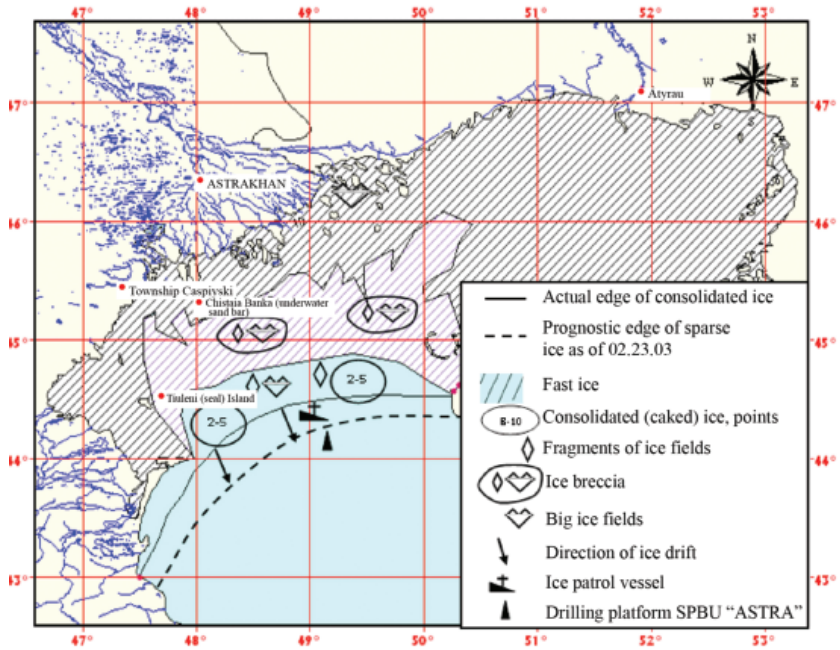 47° 48° 49° 50° 51° 52° 53°
N
W E
S
47°
46°
45°
44°
43°
47°
46°
45°
44°
43°
Atyrau
ASTRAKHAN
Township Caspivski
Chistaia Banka (underwater
sand bar)
Tiuleni (seal) Island
2-5
2-5
Actual edge of consolidated ice
Prognostic edge of sparse
ice as of 02.23.03
Fast ice
8-10
Consolidated (caked) ice, points
Fragments of ice fields
Ice breccia
Big ice fields
Direction of ice drift
Ice patrol vessel
Drilling platform SPBU “ASTRA”
47° 48° 49° 50° 51° 52° 53°